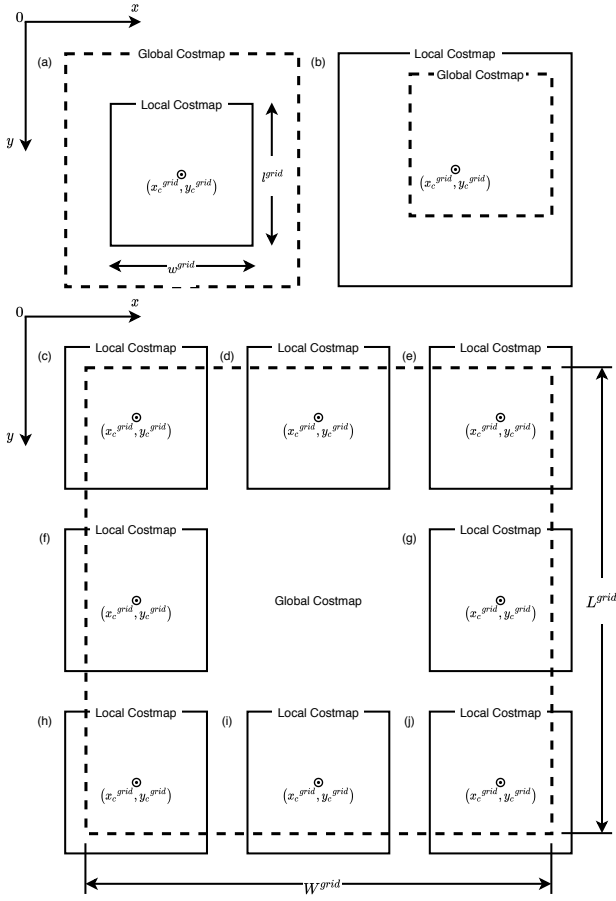 0
x
(a)
Global Costmap
(b)
Local Costmap
Global Costmap
Local Costmap
y
l^{grid}
(x_c^{grid}, y_c^{grid})
(x_c^{grid}, y_c^{grid})
w^{grid}
0
x
(c)
Local Costmap
(d)
Local Costmap
(e)
Local Costmap
y
(x_c^{grid}, y_c^{grid})
(x_c^{grid}, y_c^{grid})
(x_c^{grid}, y_c^{grid})
(f)
Local Costmap
(g)
Local Costmap
(x_c^{grid}, y_c^{grid})
Global Costmap
(x_c^{grid}, y_c^{grid})
L^{grid}
(h)
Local Costmap
(i)
Local Costmap
(j)
Local Costmap
(x_c^{grid}, y_c^{grid})
(x_c^{grid}, y_c^{grid})
(x_c^{grid}, y_c^{grid})
W^{grid}